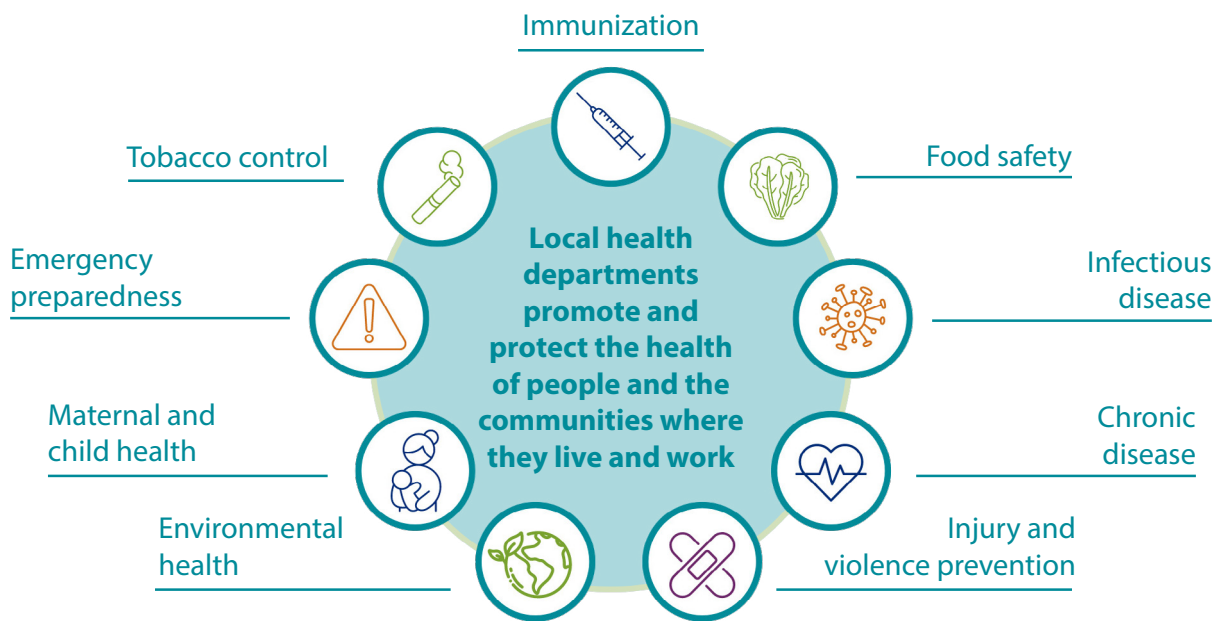 Immunization
Tobacco control
Food safety
Emergency
preparedness
Infectious
disease
Local health
departments
promote and
protect the health
of people and the
communities where
they live and work
Maternal and
child health
Chronic
disease
Environmental
health
Injury and
violence prevention